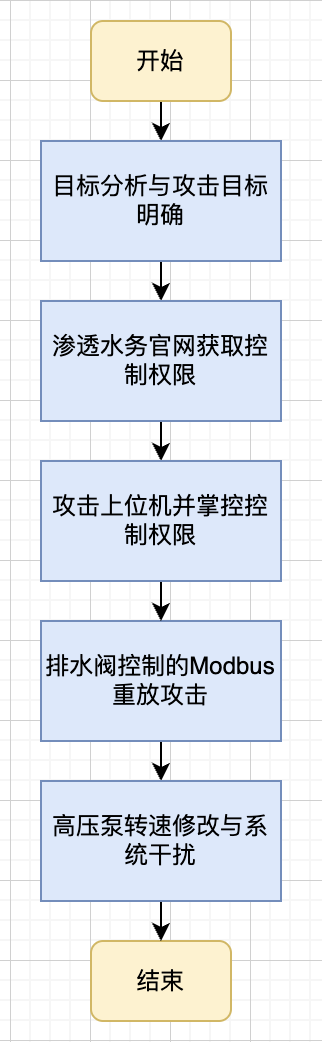 开始
目标分析与攻击目标
明确
渗透水务官网获取控
制权限
攻击上位机并掌控控
制权限
排水阀控制的Modbus
重放攻击
高压泵转速修改与系
统干扰
结束